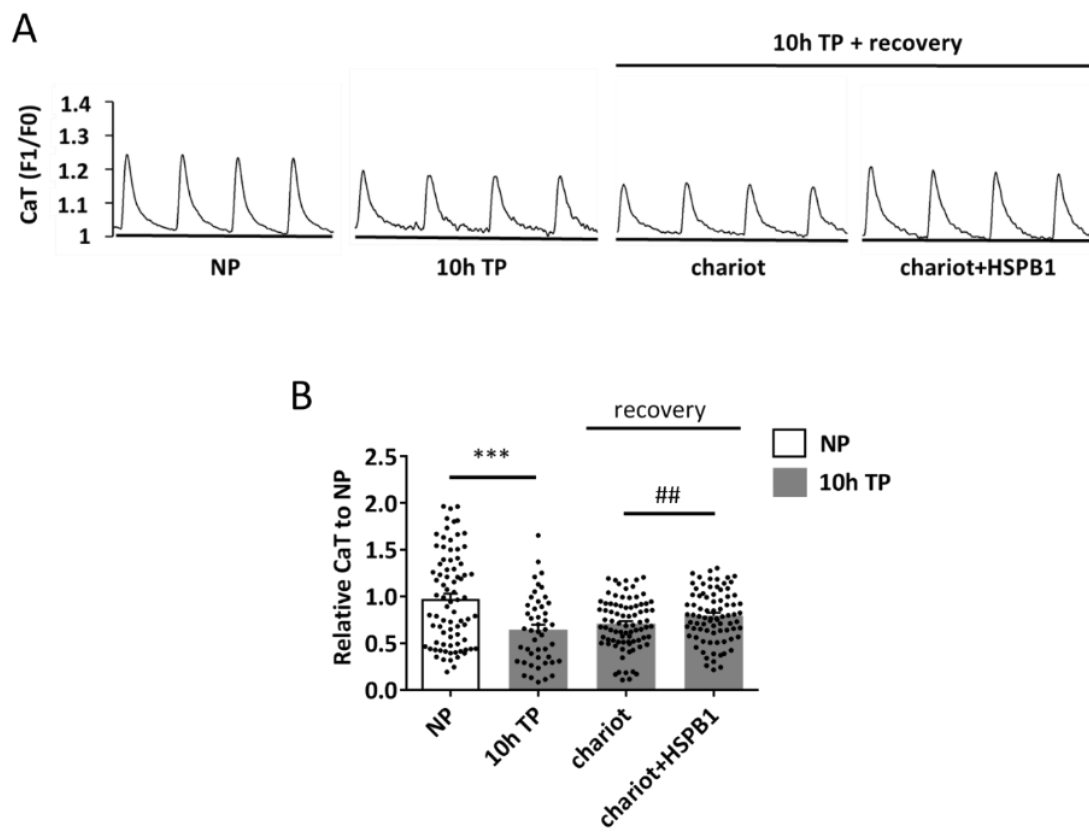 A
10h TP + recovery
CaT (F1/F0)
1.4
1.3
1.2
1.1
1
NP
10h TP
chariot
chariot+HSPB1
B
recovery
NP
10h TP
***
##
Relative CaT to NP
2.5
2.0
1.5
1.0
0.5
0.0
NP
10h TP
chariot
chariot+HSPB1